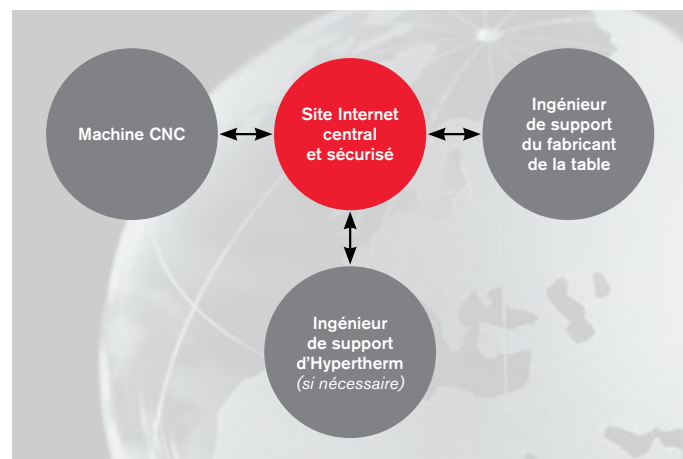 Machine CNC
Site Internet
central
et sécurisé
Ingénieur
de support
du fabricant
de la table
Ingénieur
de support
d'Hypertherm
(si nécessaire)